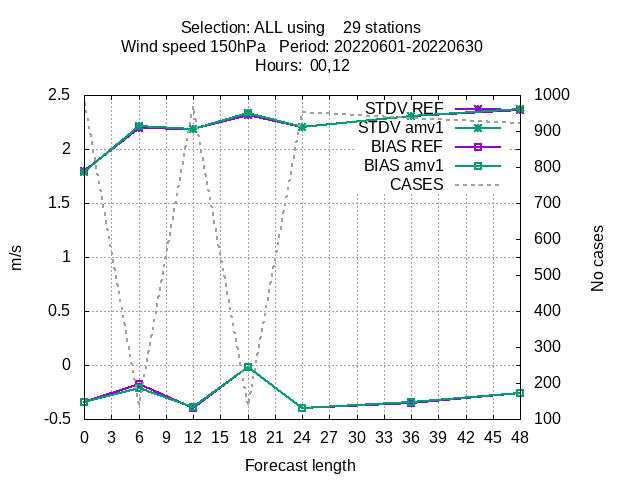 Selection: ALL using    29 stations
Wind speed 150hPa   Period: 20220601-20220630
Hours:  00,12
2.5
2
1.5
1
0.5
0
-0.5
1000
900
800
700
600
500
400
300
200
100
m/s
No cases
STDV REF
STDV amv1
BIAS REF
BIAS amv1
CASES
0 3 6 9 12 15 18 21 24 27 30 33 36 39 42 45 48
Forecast length